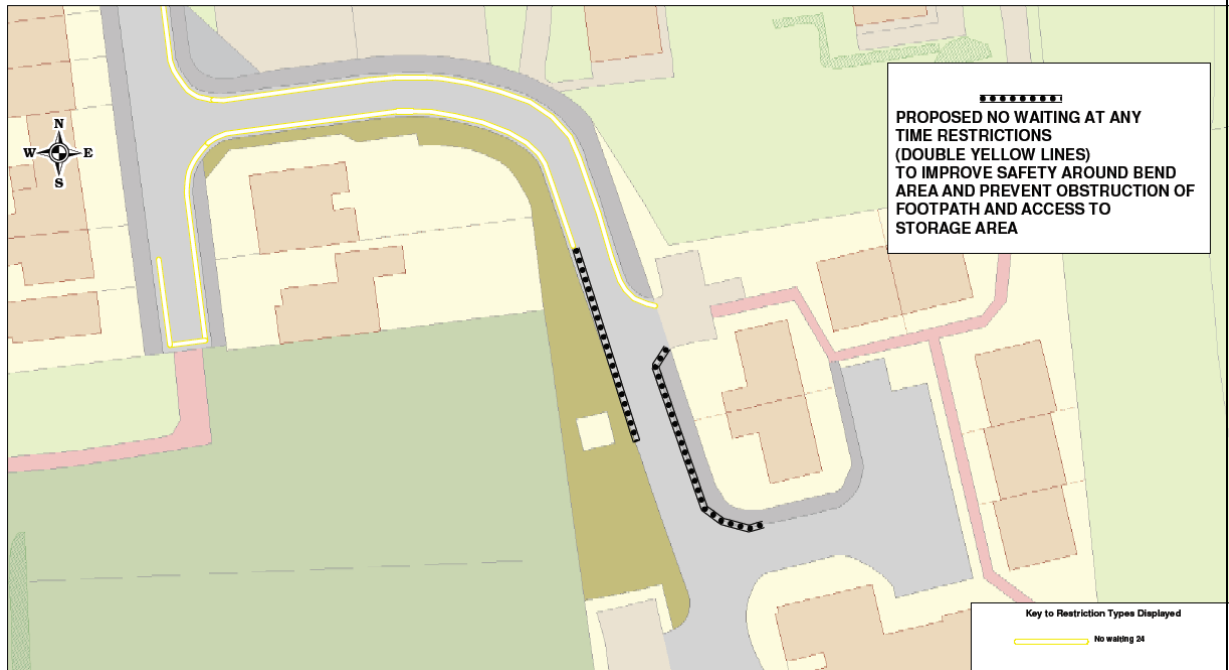 N
W E
S
PROPOSED NO WAITING AT ANY
TIME RESTRICTIONS
(DOUBLE YELLOW LINES)
TO IMPROVE SAFETY AROUND BEND
AREA AND PREVENT OBSTRUCTION OF
FOOTPATH AND ACCESS TO
STORAGE AREA
Key to Restriction Types Displayed
No waiting 24